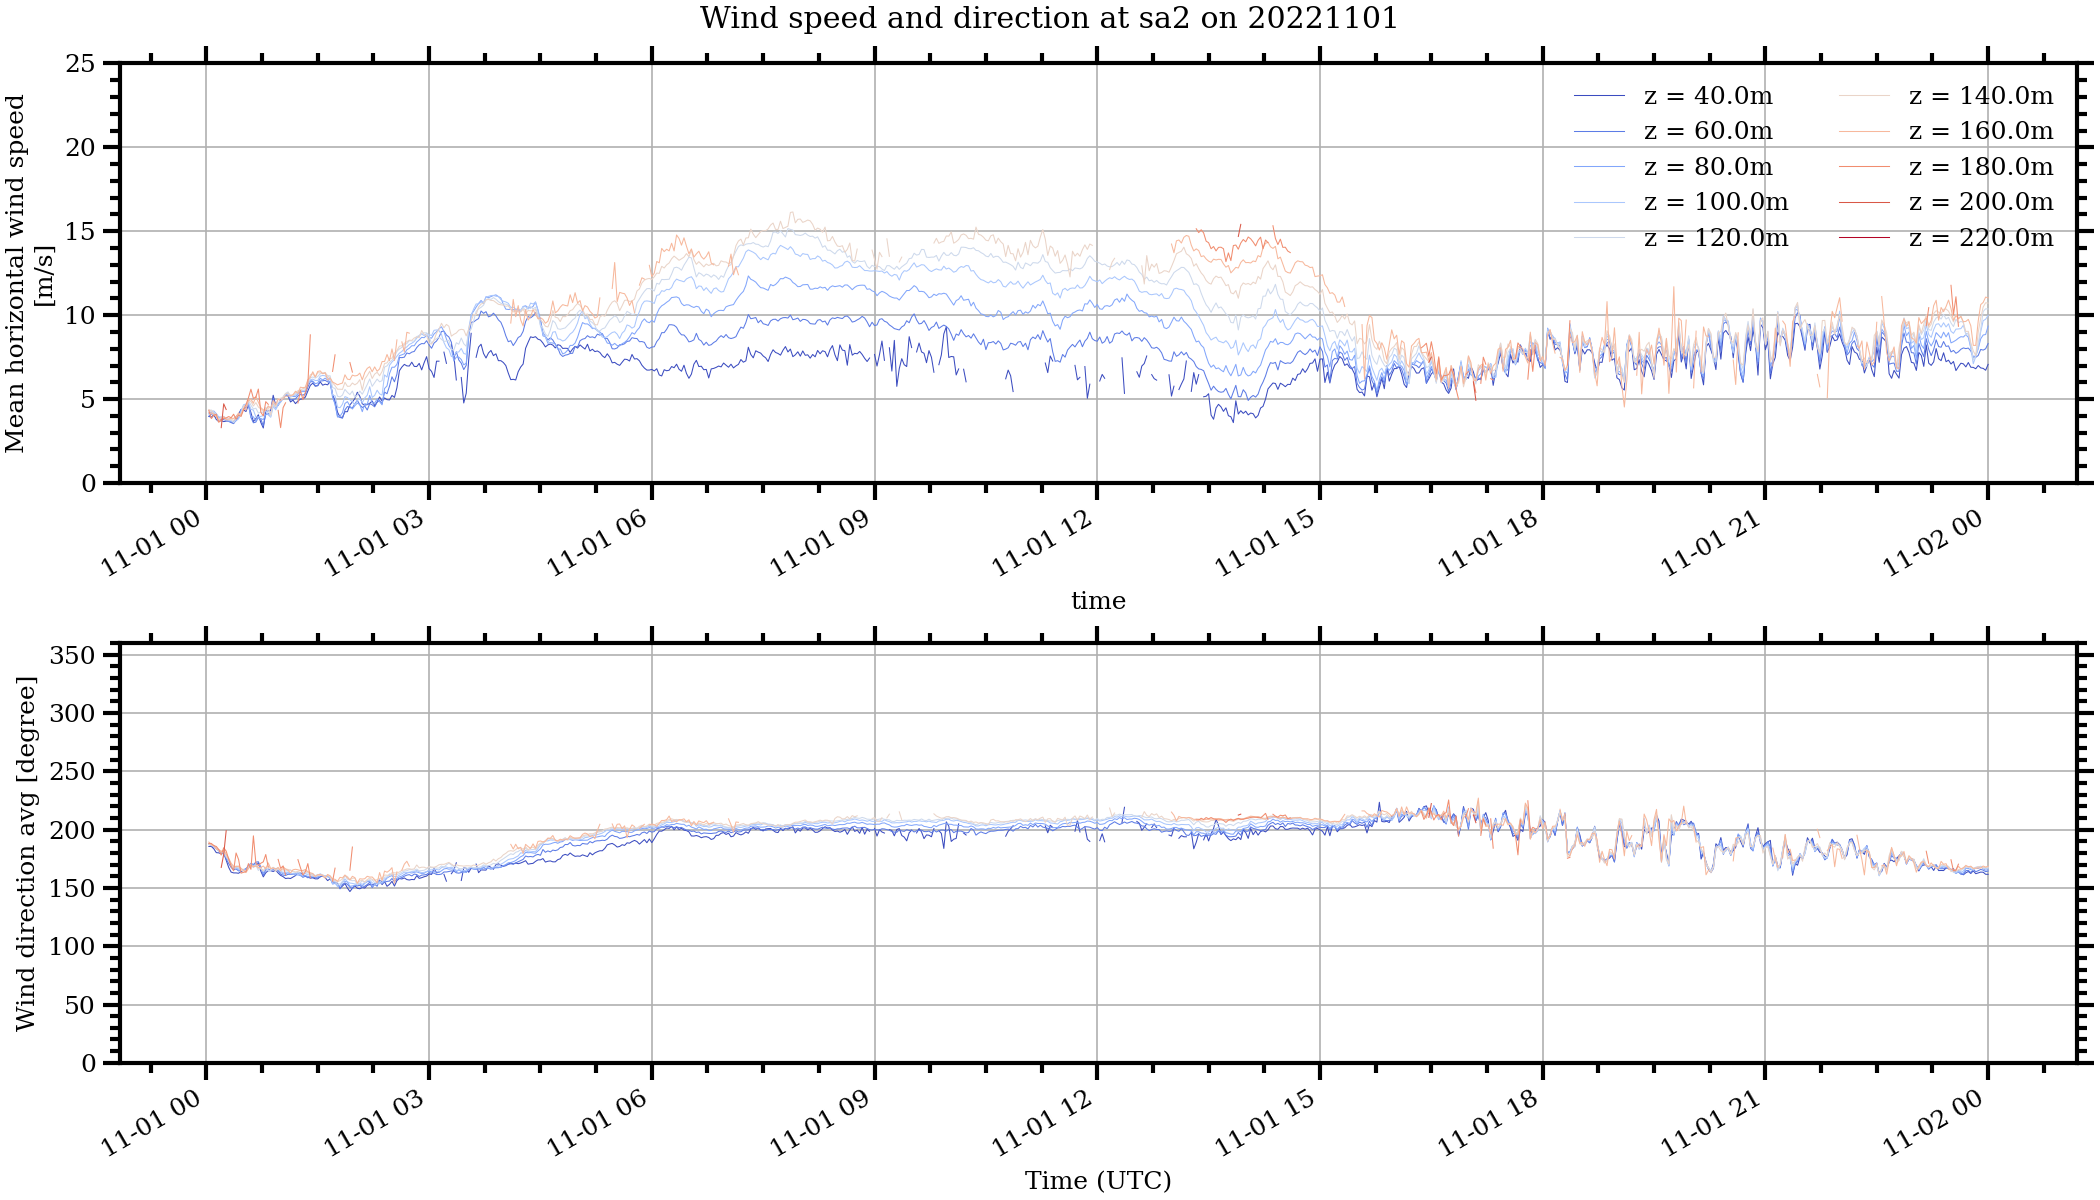 Wind speed and direction at sa2 on 20221101
Mean horizontal wind speed
[m/s]
25
20
15
10
5
0
z = 40.0m
z = 60.0m
z = 80.0m
z = 100.0m
z = 120.0m
z = 140.0m
z = 160.0m
z = 180.0m
z = 200.0m
z = 220.0m
11-01 00
11-01 03
11-01 06
11-01 09
11-01 12
11-01 15
11-01 18
11-01 21
11-02 00
time
Wind direction avg [degree]
350
300
250
200
150
100
50
0
11-01 00
11-01 03
11-01 06
11-01 09
11-01 12
11-01 15
11-01 18
11-01 21
11-02 00
Time (UTC)